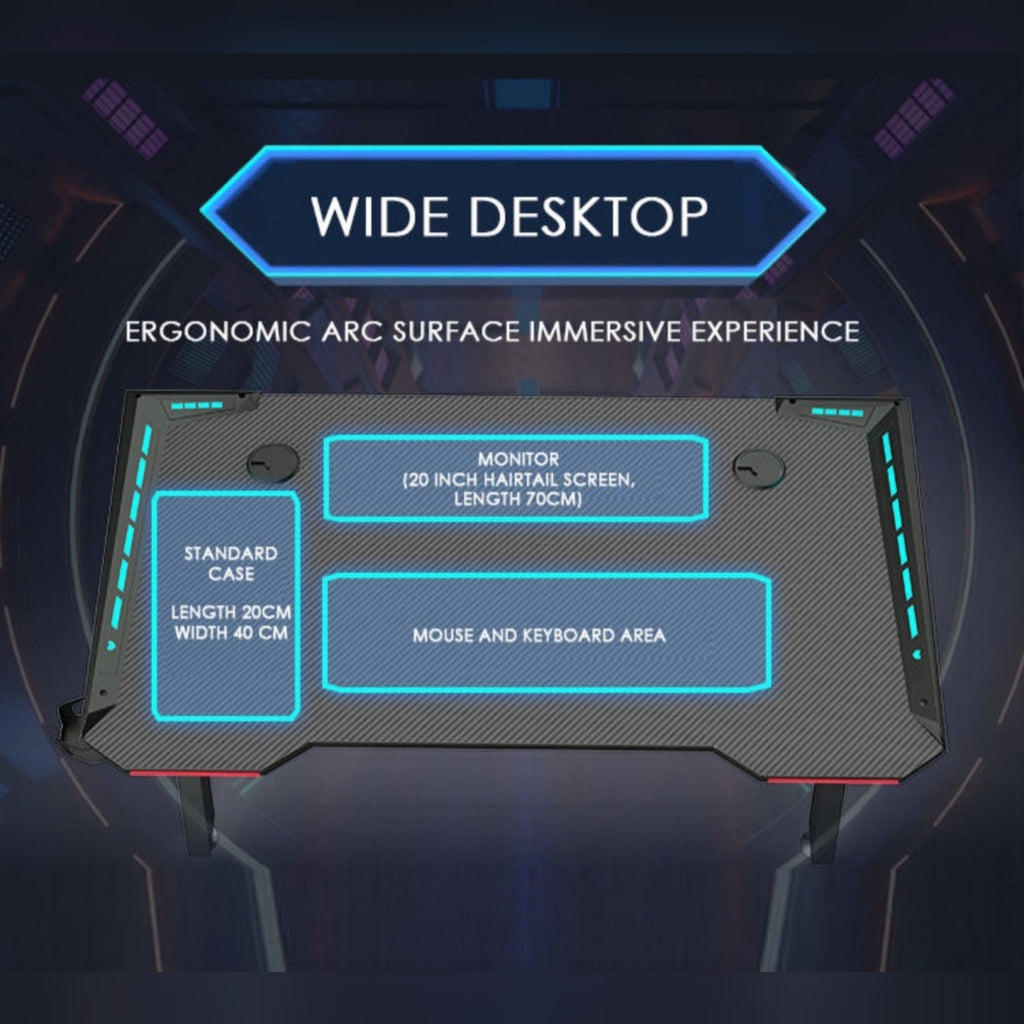 WIDE DESKTOP
ERGONOMIC ARC SURFACE IMMERSIVE EXPERIENCE
MONITOR
(20 INCH HAIRTAIL SCREEN,
LENGTH 70CM)
STANDARD
CASE
LENGTH 20CM
WIDTH 40 CM
MOUSE AND KEYBOARD AREA